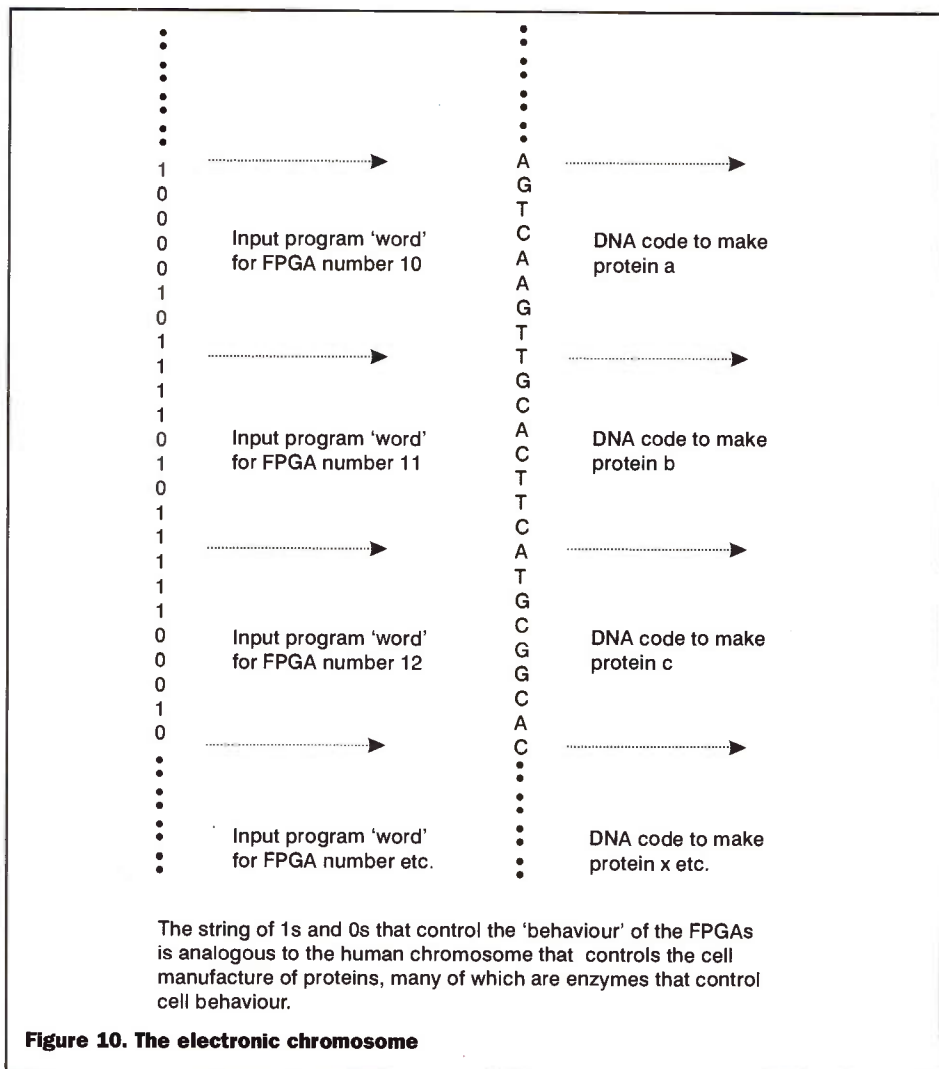 1
0
0
0
0
1
0
1
1
1
1
0
1
0
1
1
1
1
1
0
0
0
1
0
Input program 'word'
for FPGA number 10
Input program 'word'
for FPGA number 11
Input program 'word'
for FPGA number 12
Input program 'word'
for FPGA number etc.
A
G
T
C
A
A
G
T
T
G
C
A
C
T
T
C
A
T
G
C
G
G
C
A
C
DNA code to make
protein a
DNA code to make
protein b
DNA code to make
protein c
DNA code to make
protein x etc.
The string of 1s and 0s that control the 'behaviour' of the FPGAs
is analogous to the human chromosome that controls the cell
manufacture of proteins, many of which are enzymes that control
cell behaviour.
Figure 10. The electronic chromosome